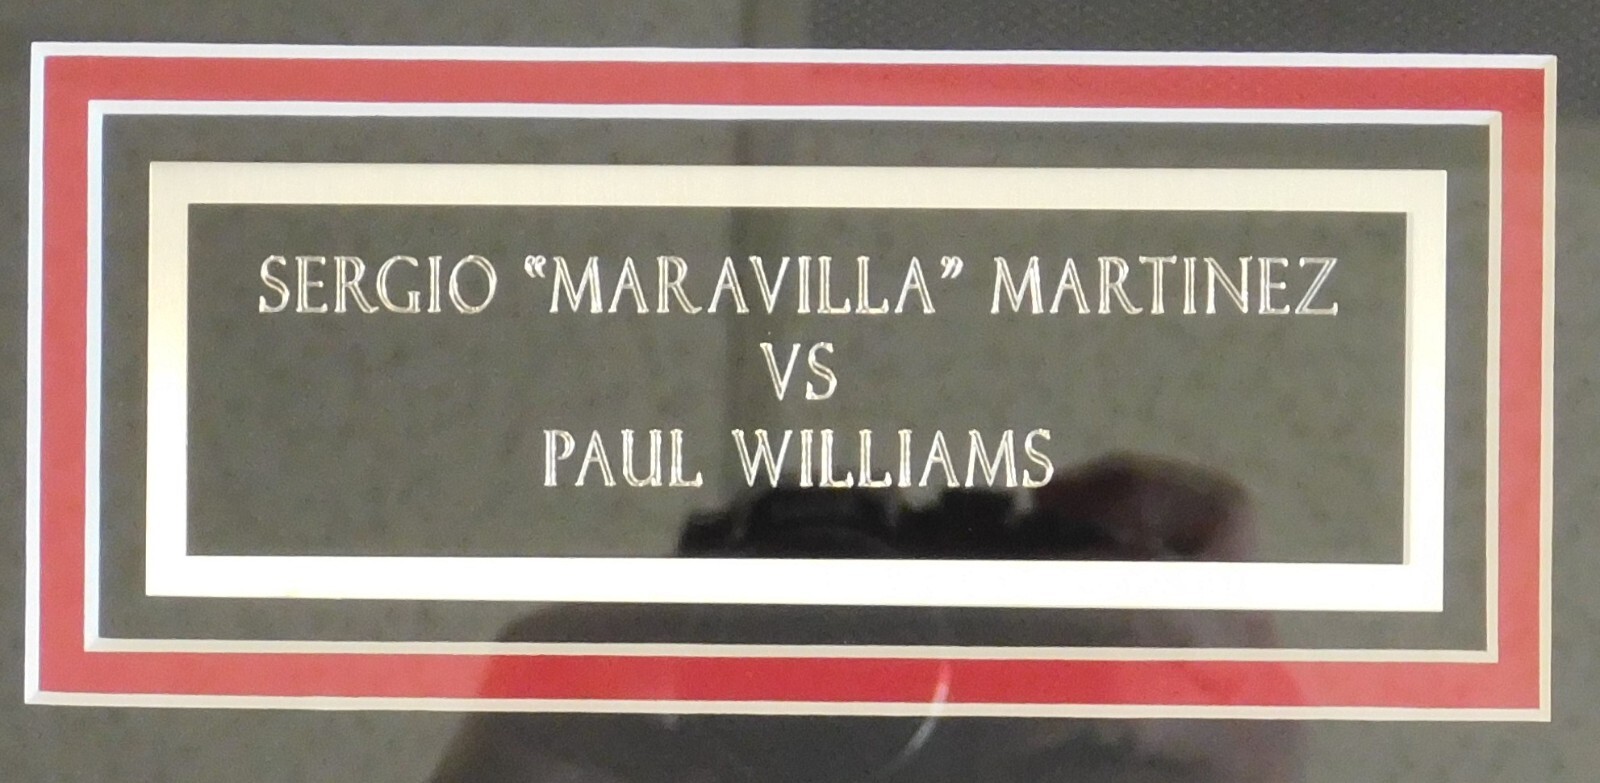 SERGIO “MARAVILLA” MARTINEZ
VS
PAUL WILLIAMS